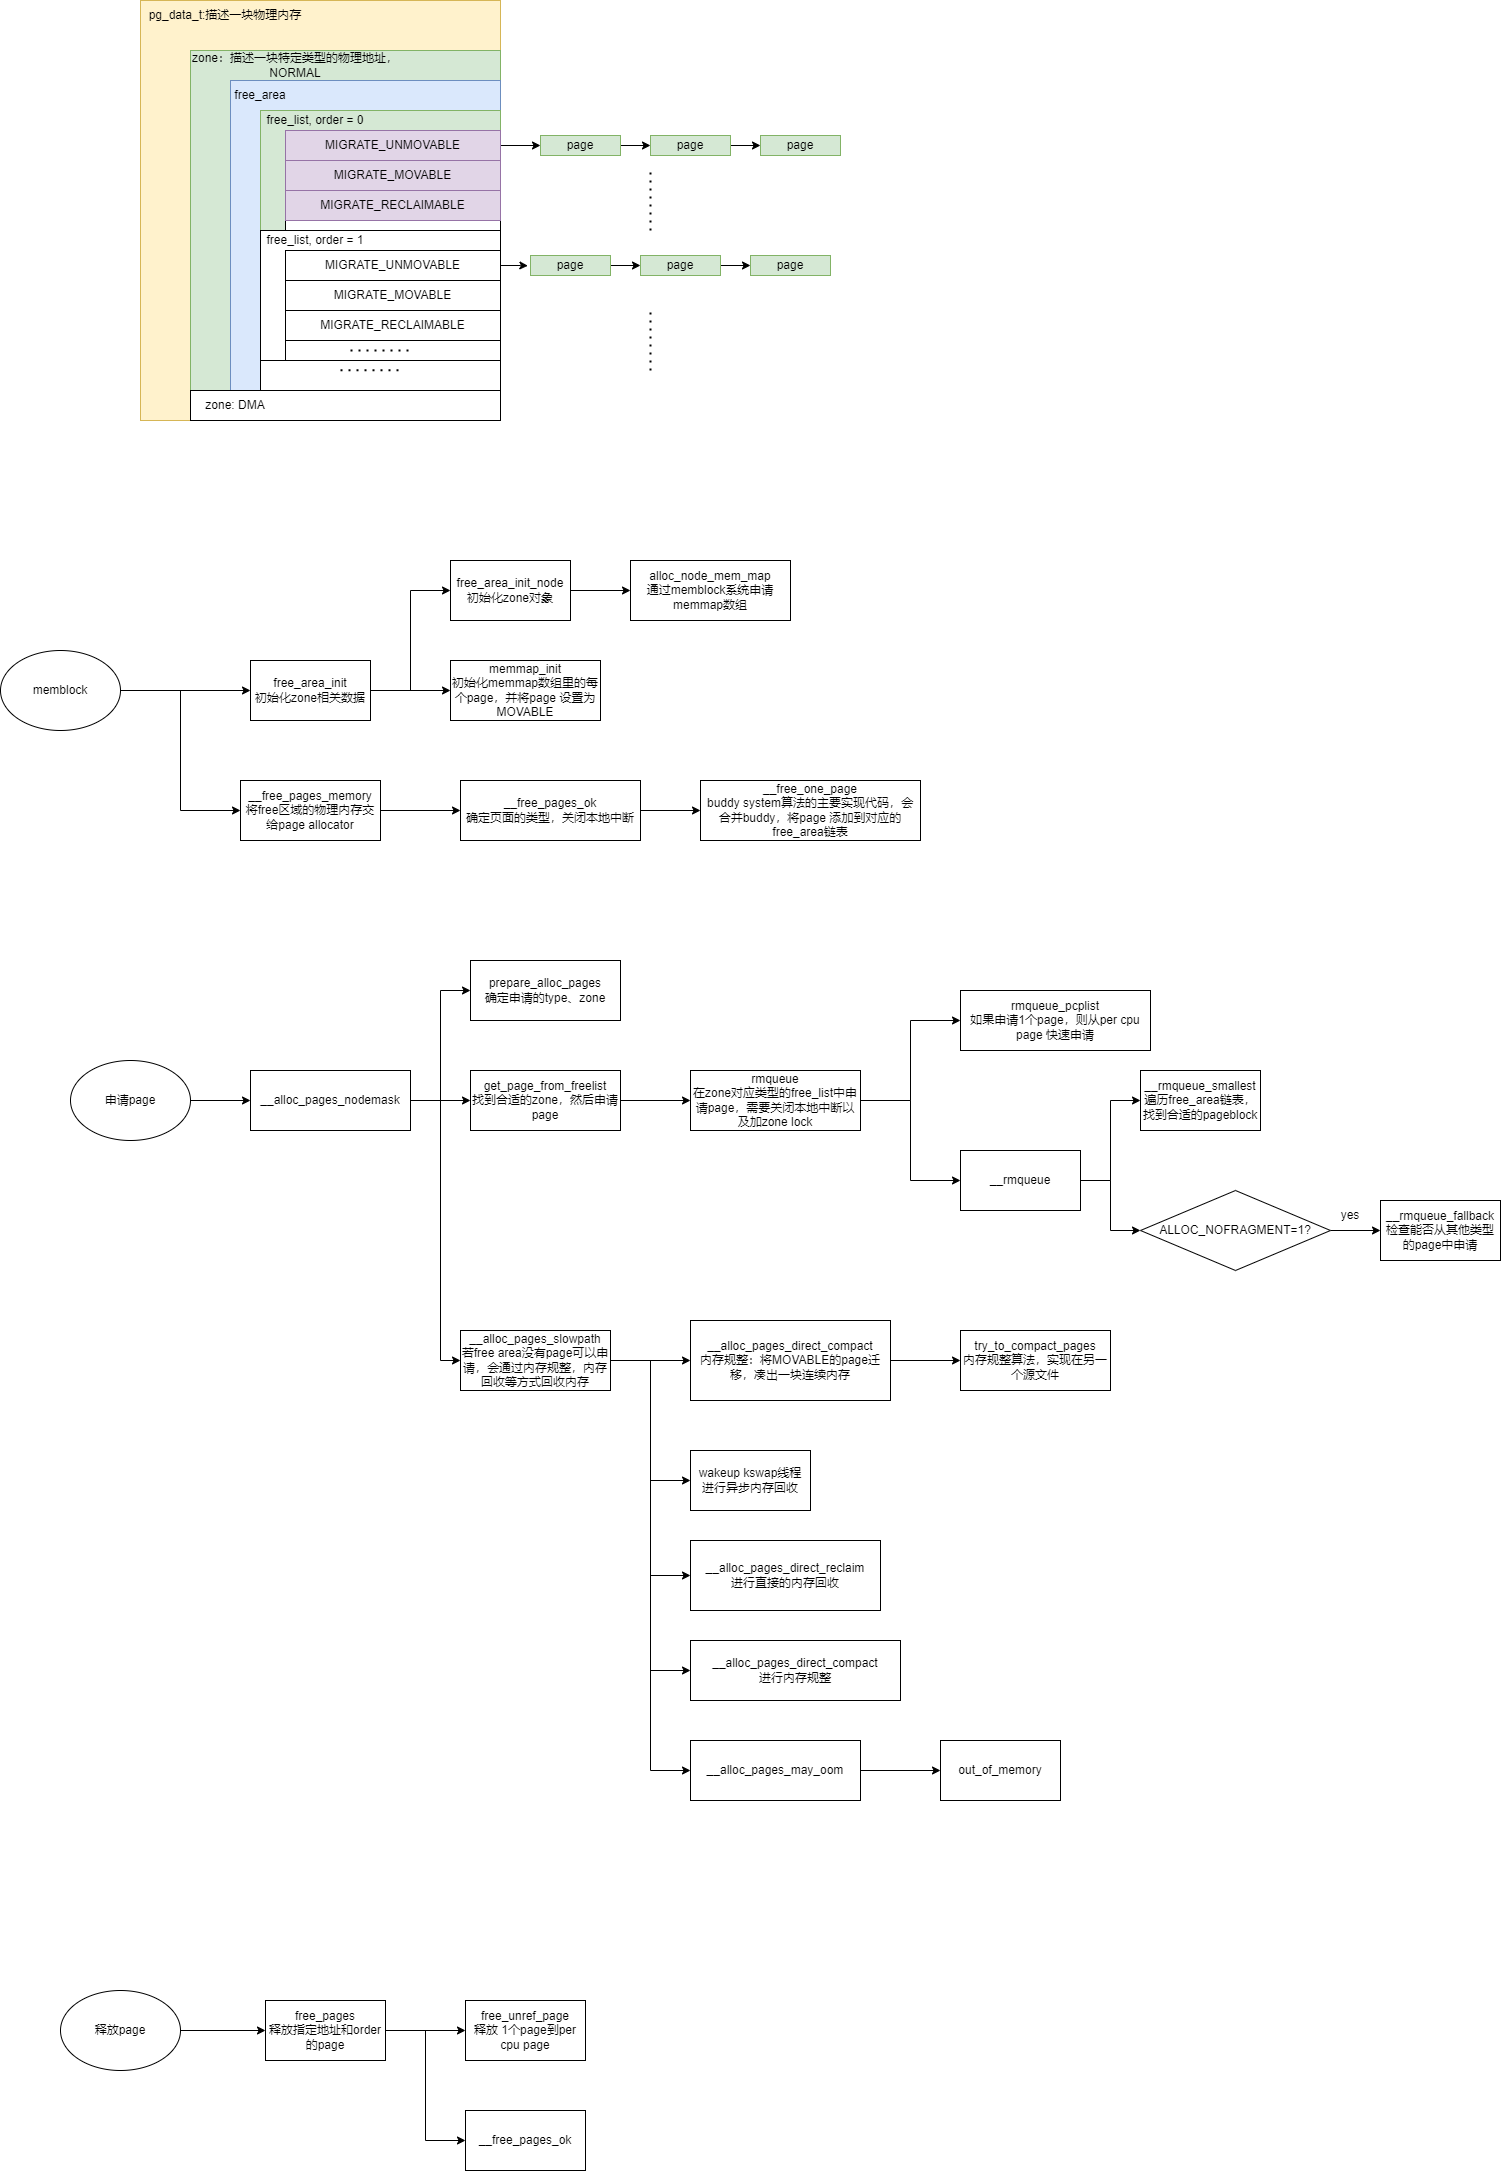 pg_data_t:描述一块物理内存
zone：描述一块特定类型的物理地址，
NORMAL
free_area
free_list, order = 0
MIGRATE_UNMOVABLE
page
page
page
MIGRATE_MOVABLE
MIGRATE_RECLAIMABLE
free_list, order = 1
MIGRATE_UNMOVABLE
page
page
page
MIGRATE_MOVABLE
MIGRATE_RECLAIMABLE
zone: DMA
free_area_init_node
初始化zone对象
alloc_node_mem_map
通过memblock系统申请
memmap数组
memblock
free_area_init
初始化zone相关数据
memmap_init
初始化memmap数组里的每
个page，并将page 设置为
MOVABLE
__free_pages_memory
将free区域的物理内存交
给page allocator
__free_pages_ok
确定页面的类型，关闭本地中断
__free_one_page
buddy system算法的主要实现代码，会
合并buddy，将page 添加到对应的
free_area链表
prepare_alloc_pages
确定申请的type、zone
rmqueue_pcplist
如果申请1个page，则从per cpu
page 快速申请
申请page
__alloc_pages_nodemask
get_page_from_freelist
找到合适的zone，然后申请
page
rmqueue
在zone对应类型的free_list中申
请page，需要关闭本地中断以
及加zone lock
__rmqueue_smallest
遍历free_area链表，
找到合适的pageblock
__rmqueue
ALLOC_NOFRAGMENT=1?
yes
__rmqueue_fallback
检查能否从其他类型
的page中申请
__alloc_pages_slowpath
若free area没有page可以申
请，会通过内存规整，内存
回收等方式回收内存
__alloc_pages_direct_compact
内存规整：将MOVABLE的page迁
移，凑出一块连续内存
try_to_compact_pages
内存规整算法，实现在另一
个源文件
wakeup kswap线程
进行异步内存回收
__alloc_pages_direct_reclaim
进行直接的内存回收
__alloc_pages_direct_compact
进行内存规整
__alloc_pages_may_oom
out_of_memory
释放page
free_pages
释放指定地址和order
的page
free_unref_page
释放 1个page到per
cpu page
__free_pages_ok